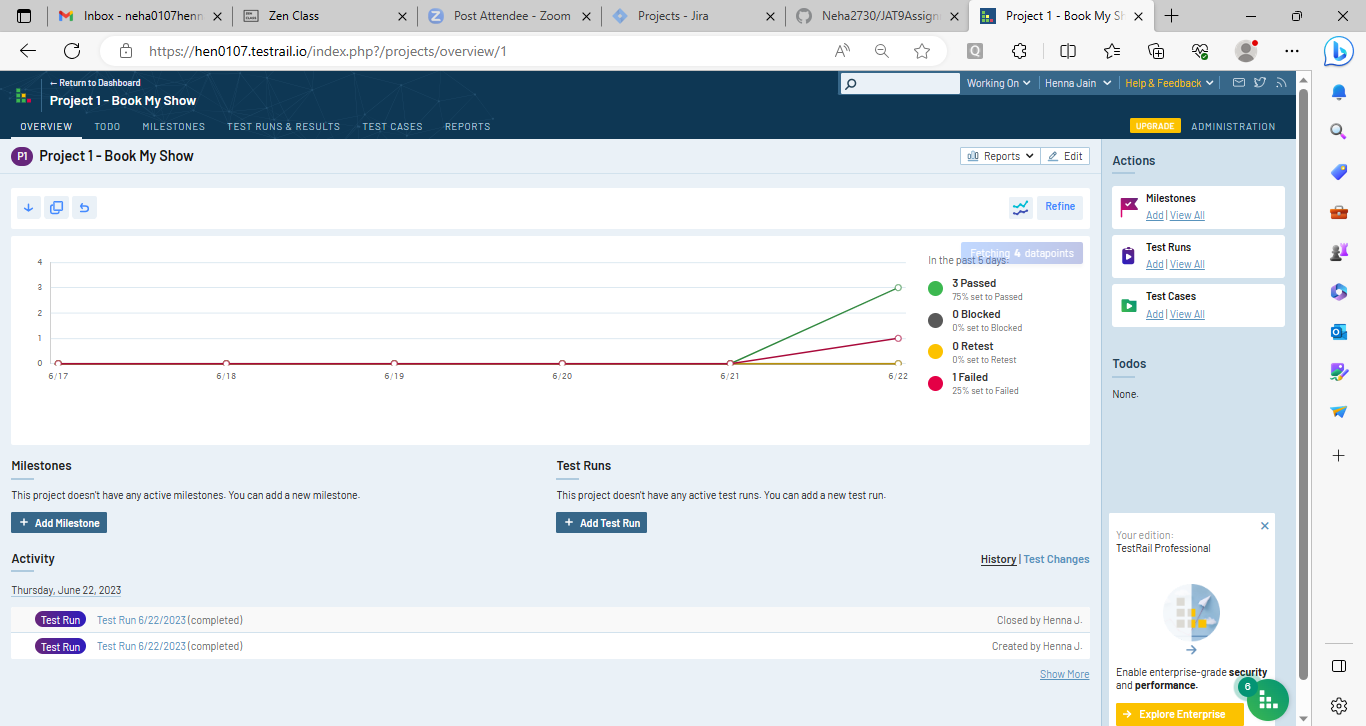 Inbox - neha0107henn
Zen Class
Post Attendee - Zoom
Projects - Jira
Neha2730/JAT9Assign
Project 1 - Book My Sh
https://hen0107.testrail.io/index.php?/projects/overview/1
← Return to Dashboard
Project 1 - Book My Show
Working On
Henna Jain
Help & Feedback
OVERVIEW
TODO
MILESTONES
TEST RUNS & RESULTS
TEST CASES
REPORTS
UPGRADE
ADMINISTRATION
P1
Project 1 - Book My Show
Reports
Edit
Refine
Fetching 4 datapoints
In the past 5 days:
4
3
2
1
0
6/17
6/18
6/19
6/20
6/21
6/22
3 Passed
75% set to Passed
0 Blocked
0% set to Blocked
0 Retest
0% set to Retest
1 Failed
25% set to Failed
Milestones
This project doesn't have any active milestones. You can add a new milestone.
+ Add Milestone
Test Runs
This project doesn't have any active test runs. You can add a new test run.
+ Add Test Run
Activity
History | Test Changes
Thursday, June 22, 2023
Test Run
Test Run 6/22/2023 (completed)
Closed by Henna J.
Test Run
Test Run 6/22/2023 (completed)
Created by Henna J.
Show More
Actions
Milestones
Add | View All
Test Runs
Add | View All
Test Cases
Add | View All
Todos
None.
Your edition:
TestRail Professional
Enable enterprise-grade security
and performance.
→ Explore Enterprise
6